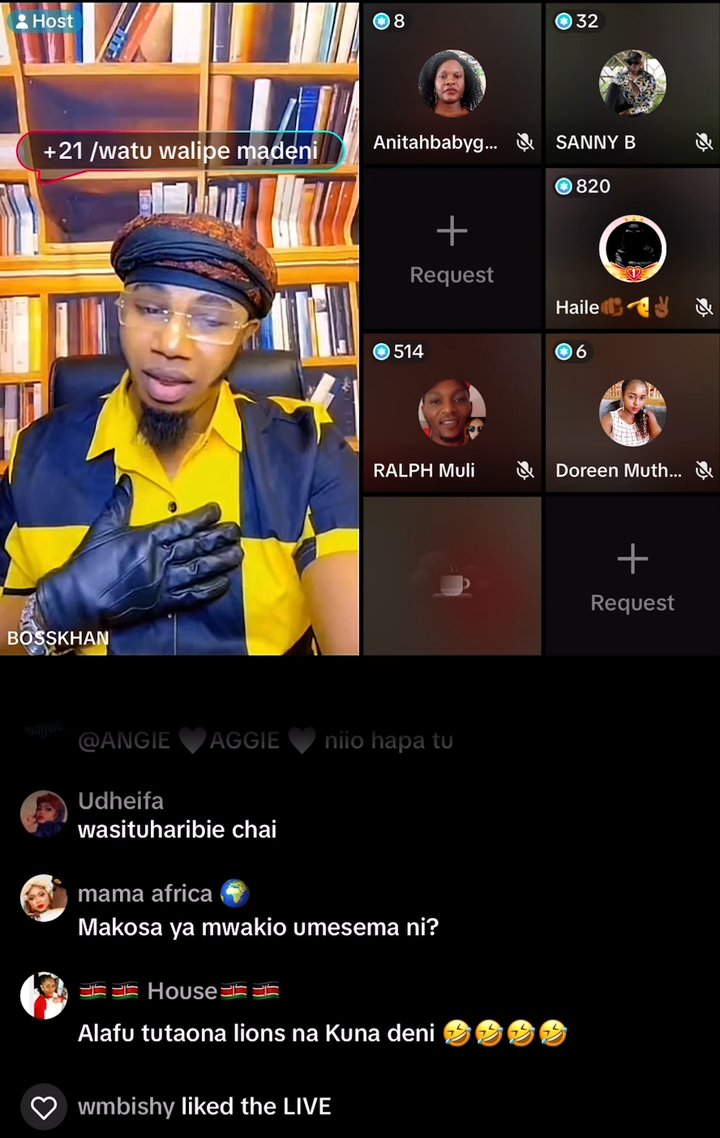 Host
+21 /watu walipe madeni
BOSSKHAN
8
Anitahbabyg...
32
SANNY B
Request
820
Haile🫵🏾🫳✌🏾
514
RALPH Muli
6
Doreen Muth...
Request
@ANGIE 🖤AGGIE 🖤 niio hapa tu
Udheifa
wasituharibie chai
mama africa 🌍
Makosa ya mwakio umesema ni?
🇰🇪🇰🇪 House🇰🇪🇰🇪
Alafu tutaona lions na Kuna deni 🤣🤣🤣🤣
wmbishy liked the LIVE